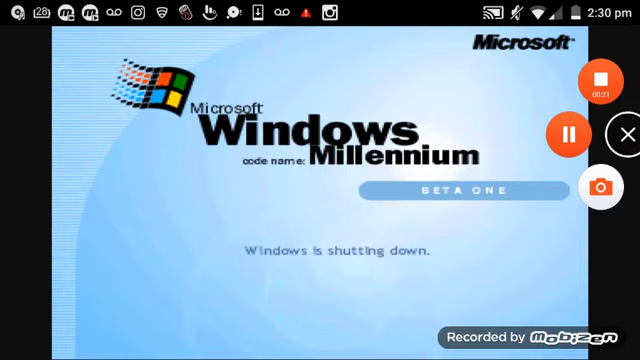 (28)
2:30 pm
Microsoft
00:21
Microsoft
Windows
code name: Millennium
BETA ONE
Windows is shutting down.
Recorded by mobizen